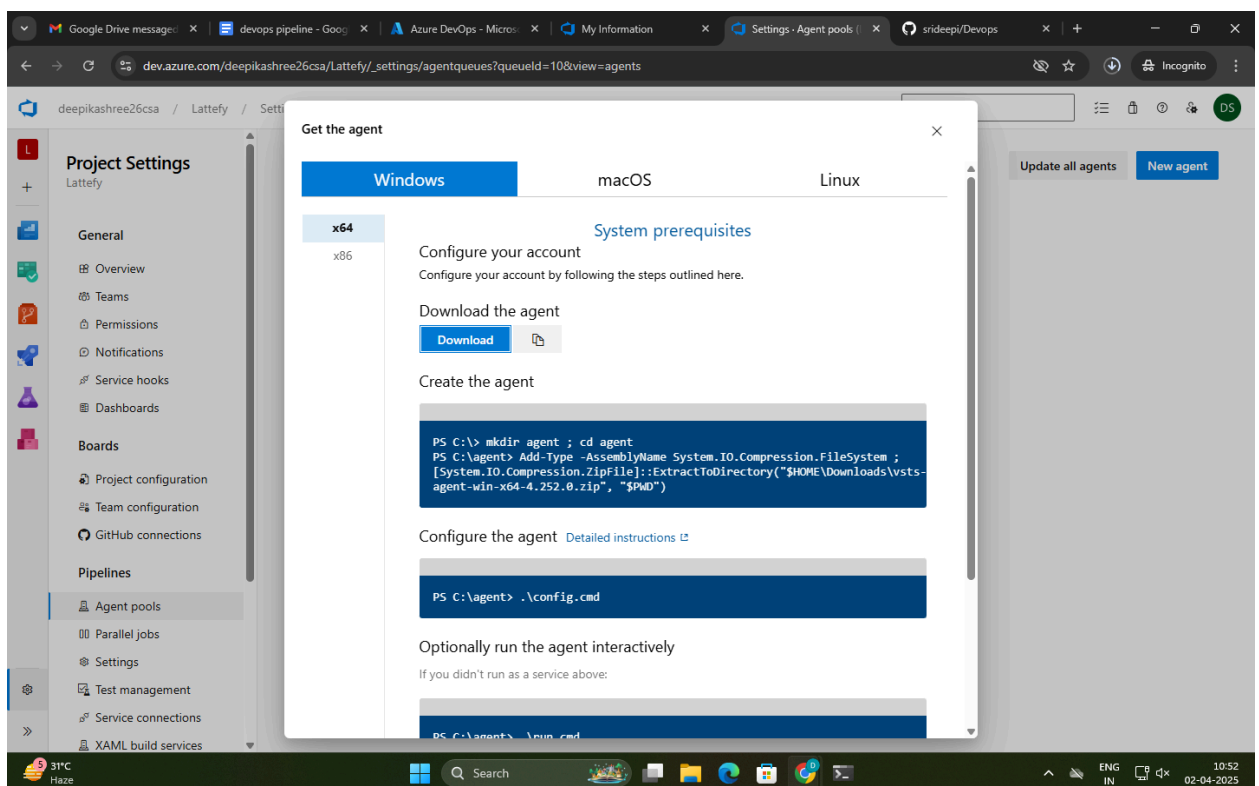 Google Drive message
devops pipeline - Goog
Azure DevOps - Micros
My Information
Settings · Agent pools (
srideepi/Devops
dev.azure.com/deepikashree26csa/Lattefy/_settings/agentqueues?queueId=10&view=agents
Incognito
deepikashree26csa / Lattefy / Setti
DS
L
Project Settings
Lattefy
General
Overview
Teams
Permissions
Notifications
Service hooks
Dashboards
Boards
Project configuration
Team configuration
GitHub connections
Pipelines
Agent pools
Parallel jobs
Settings
Test management
Service connections
XAML build services
Get the agent
Windows
macOS
Linux
x64
x86
System prerequisites
Configure your account
Configure your account by following the steps outlined here.
Download the agent
Download
Create the agent
PS C:\> mkdir agent ; cd agent
PS C:\agent> Add-Type -AssemblyName System.IO.Compression.FileSystem ;
[System.IO.Compression.ZipFile]::ExtractToDirectory("$HOME\Downloads\vsts-
agent-win-x64-4.252.0.zip", "$PWD")
Configure the agent Detailed instructions
PS C:\agent> .\config.cmd
Optionally run the agent interactively
If you didn't run as a service above:
PS C:\agent> .\run.cmd
Update all agents
New agent
5
31°C
Haze
Search
ENG
IN
10:52
02-04-2025